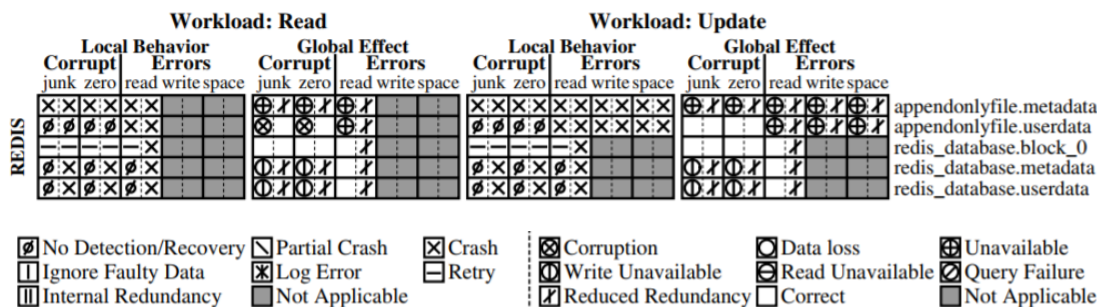 Workload: Read Workload: Update
Local Behavior Global Effect Local Behavior Global Effect
Corrupt Errors Corrupt Errors Corrupt Errors Corrupt Errors
junk zero read write space junk zero read write space junk zero read write space junk zero read write space
REDIS
appendonlyfile.metadata
appendonlyfile.userdata
redis_database.block_0
redis_database.metadata
redis_database.userdata
No Detection/Recovery Partial Crash Crash Corruption Data loss Unavailable
Ignore Faulty Data Log Error Retry Write Unavailable Read Unavailable Query Failure
Internal Redundancy Not Applicable Reduced Redundancy Correct Not Applicable